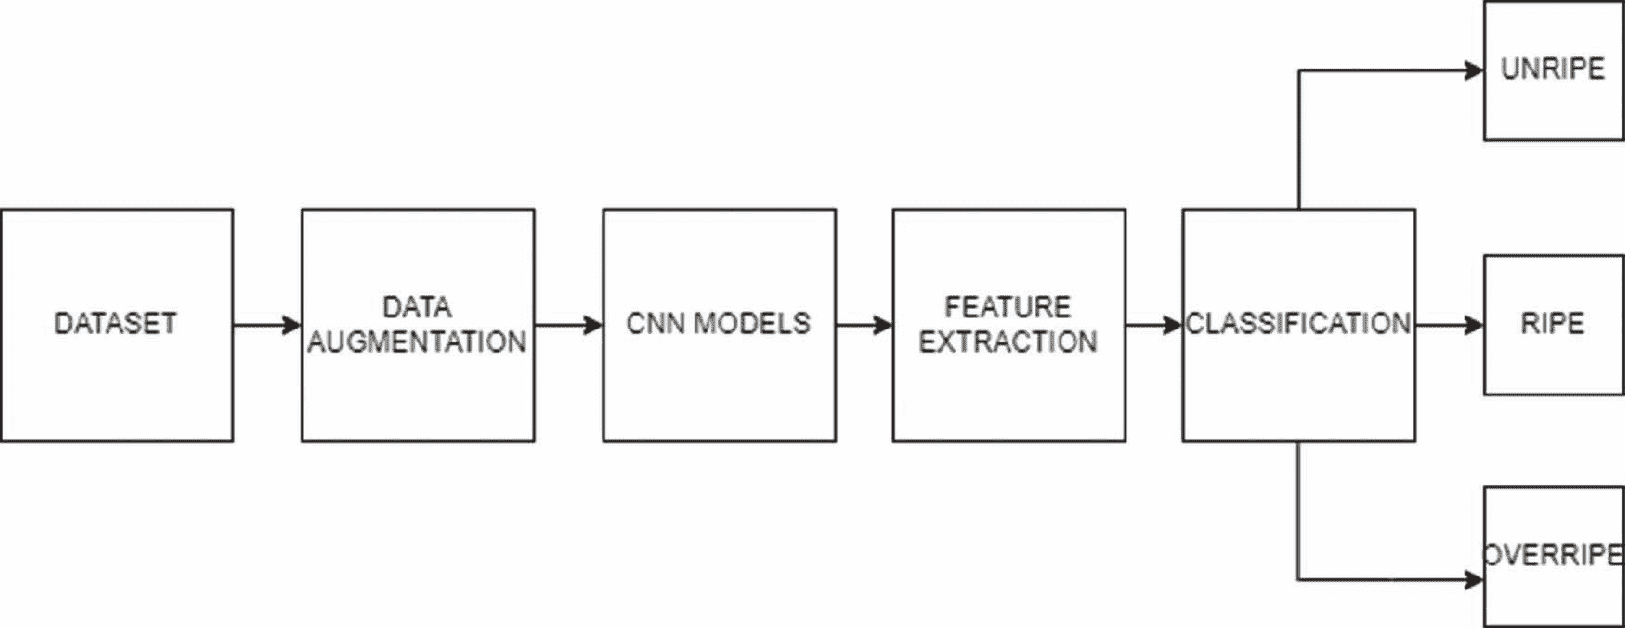 UNRIPE
DATASET
DATA
AUGMENTATION
CNN MODELS
FEATURE
EXTRACTION
CLASSIFICATION
RIPE
OVERRIPE